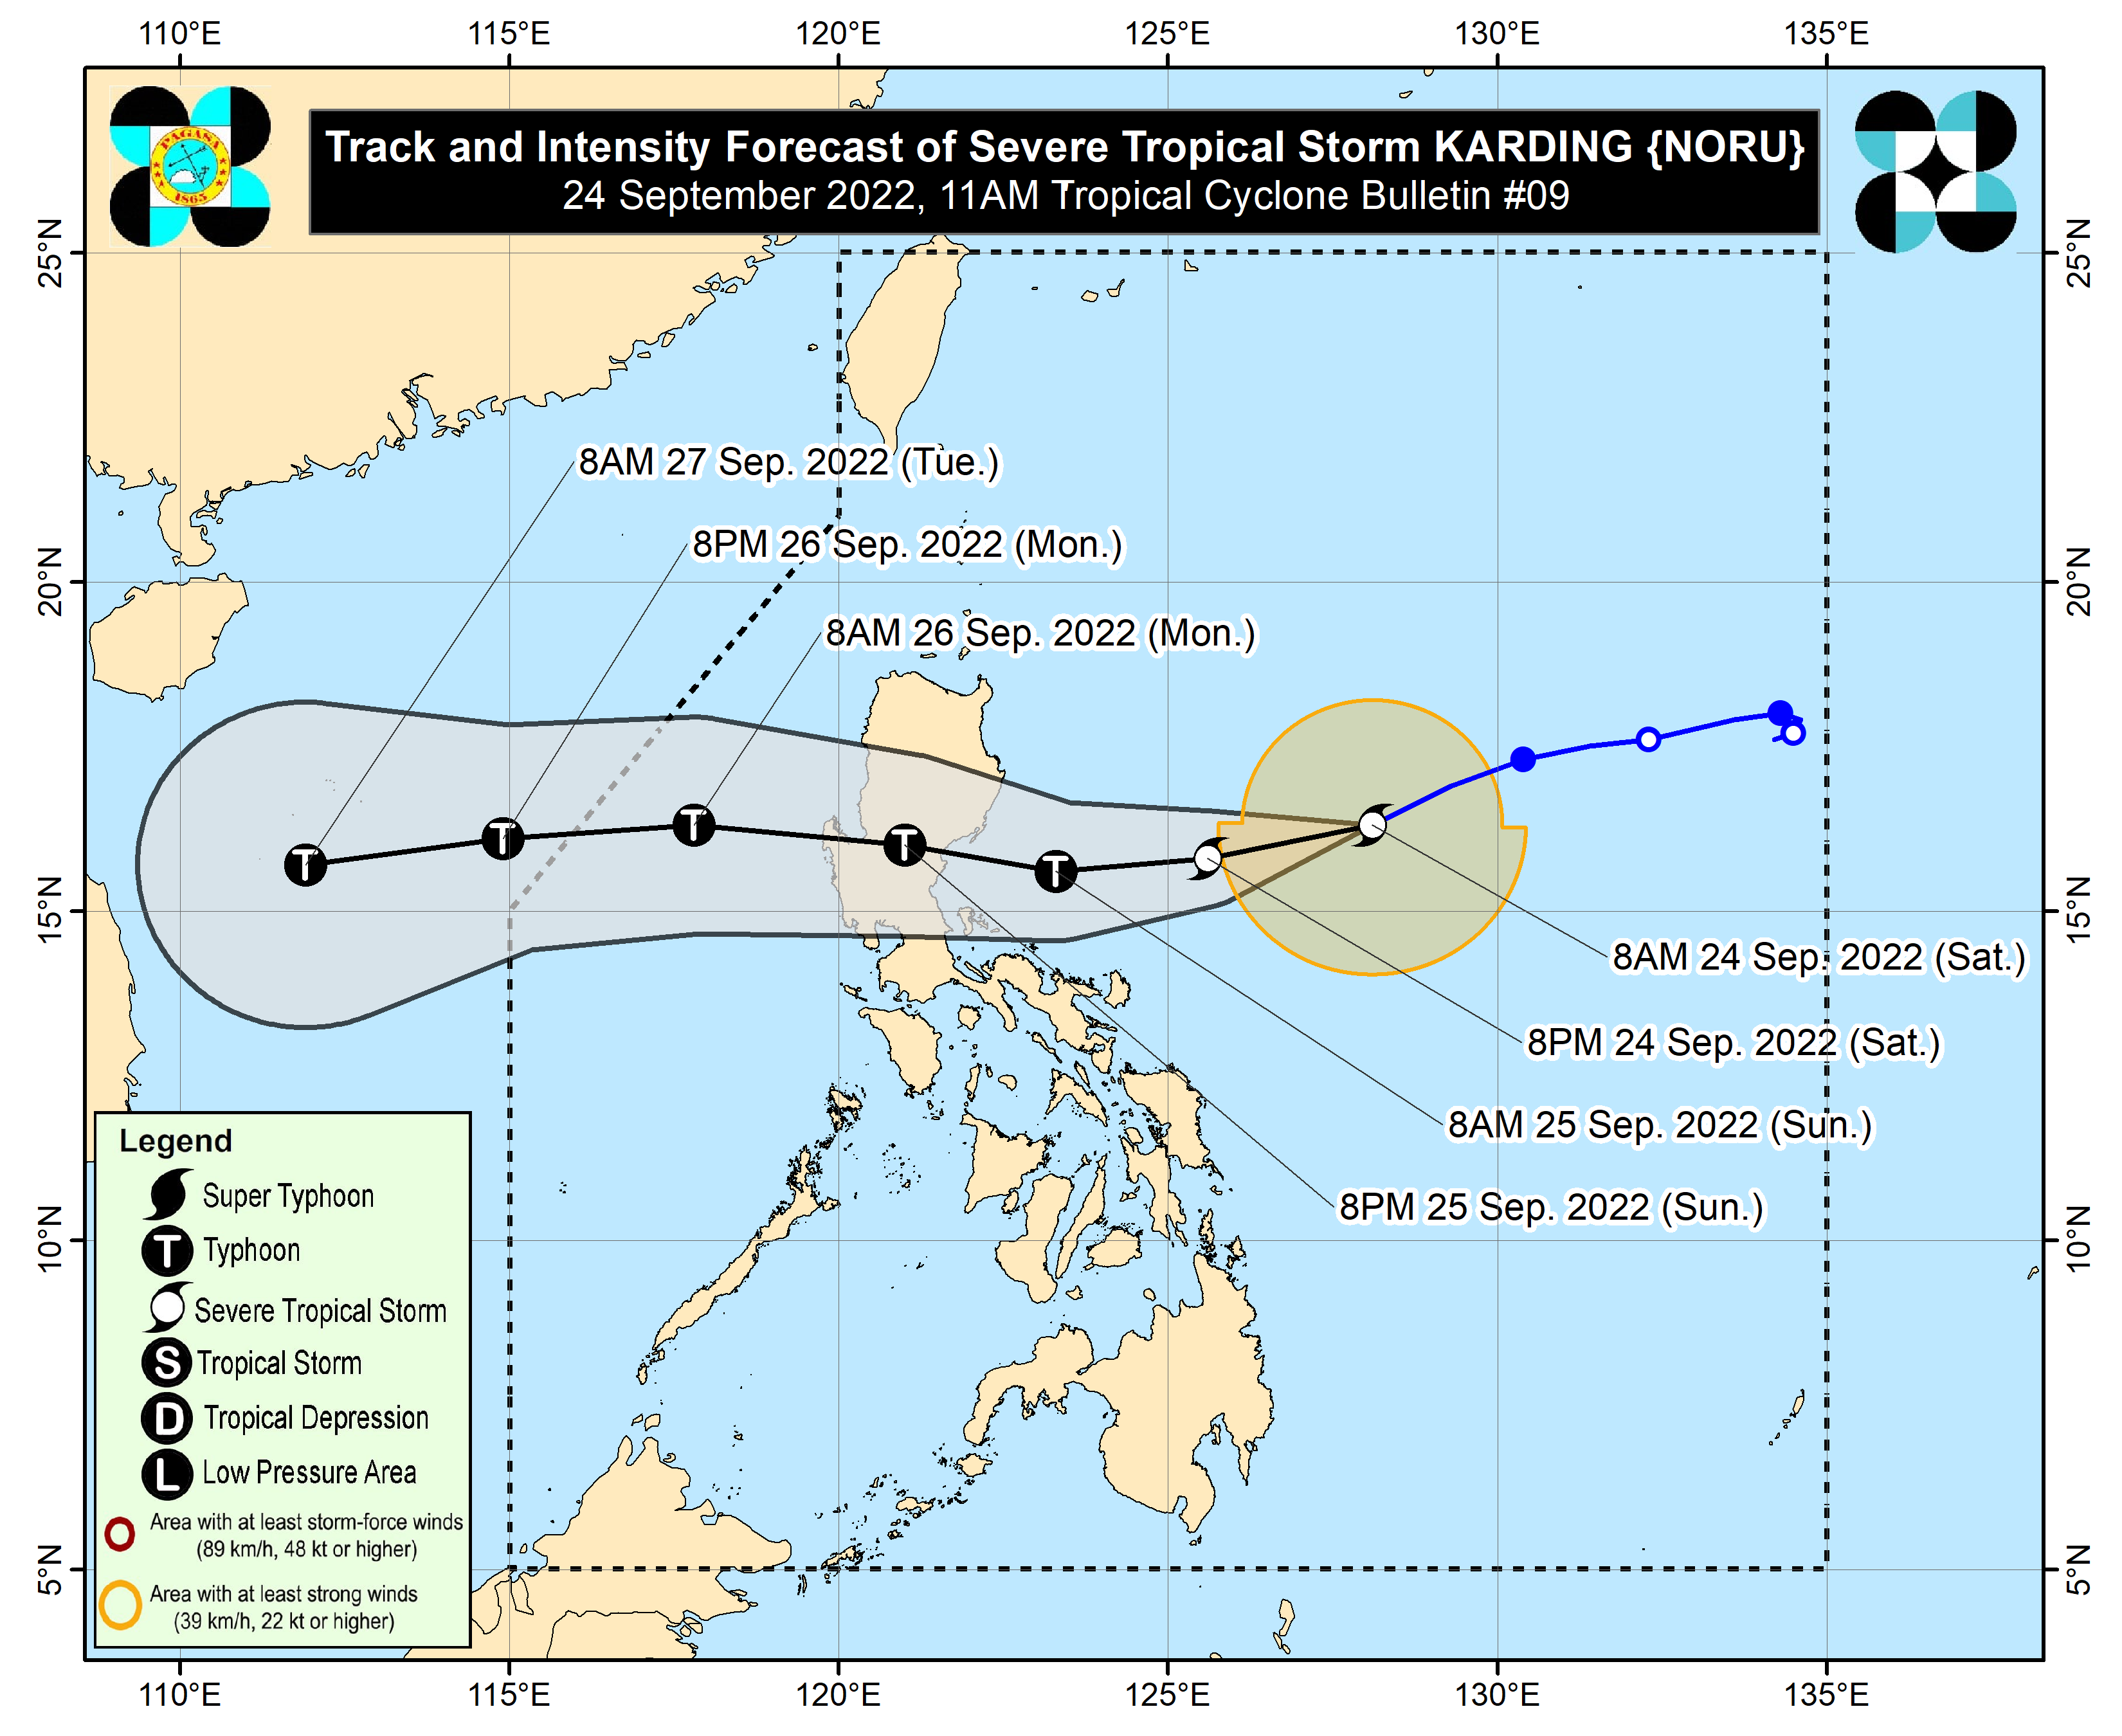 110°E 115°E 120°E 125°E 130°E 135°E
Track and Intensity Forecast of Severe Tropical Storm KARDING {NORU}
24 September 2022, 11AM Tropical Cyclone Bulletin #09
PAGASA
1865
25°N 25°N
8AM 27 Sep. 2022 (Tue.)
8PM 26 Sep. 2022 (Mon.)
20°N 20°N
8AM 26 Sep. 2022 (Mon.)
T T T T T
15°N 15°N
8AM 24 Sep. 2022 (Sat.)
8PM 24 Sep. 2022 (Sat.)
8AM 25 Sep. 2022 (Sun.)
8PM 25 Sep. 2022 (Sun.)
10°N 10°N
Legend
Super Typhoon
T Typhoon
Severe Tropical Storm
S Tropical Storm
D Tropical Depression
L Low Pressure Area
Area with at least storm-force winds
(89 km/h, 48 kt or higher)
Area with at least strong winds
(39 km/h, 22 kt or higher)
5°N 5°N
110°E 115°E 120°E 125°E 130°E 135°E